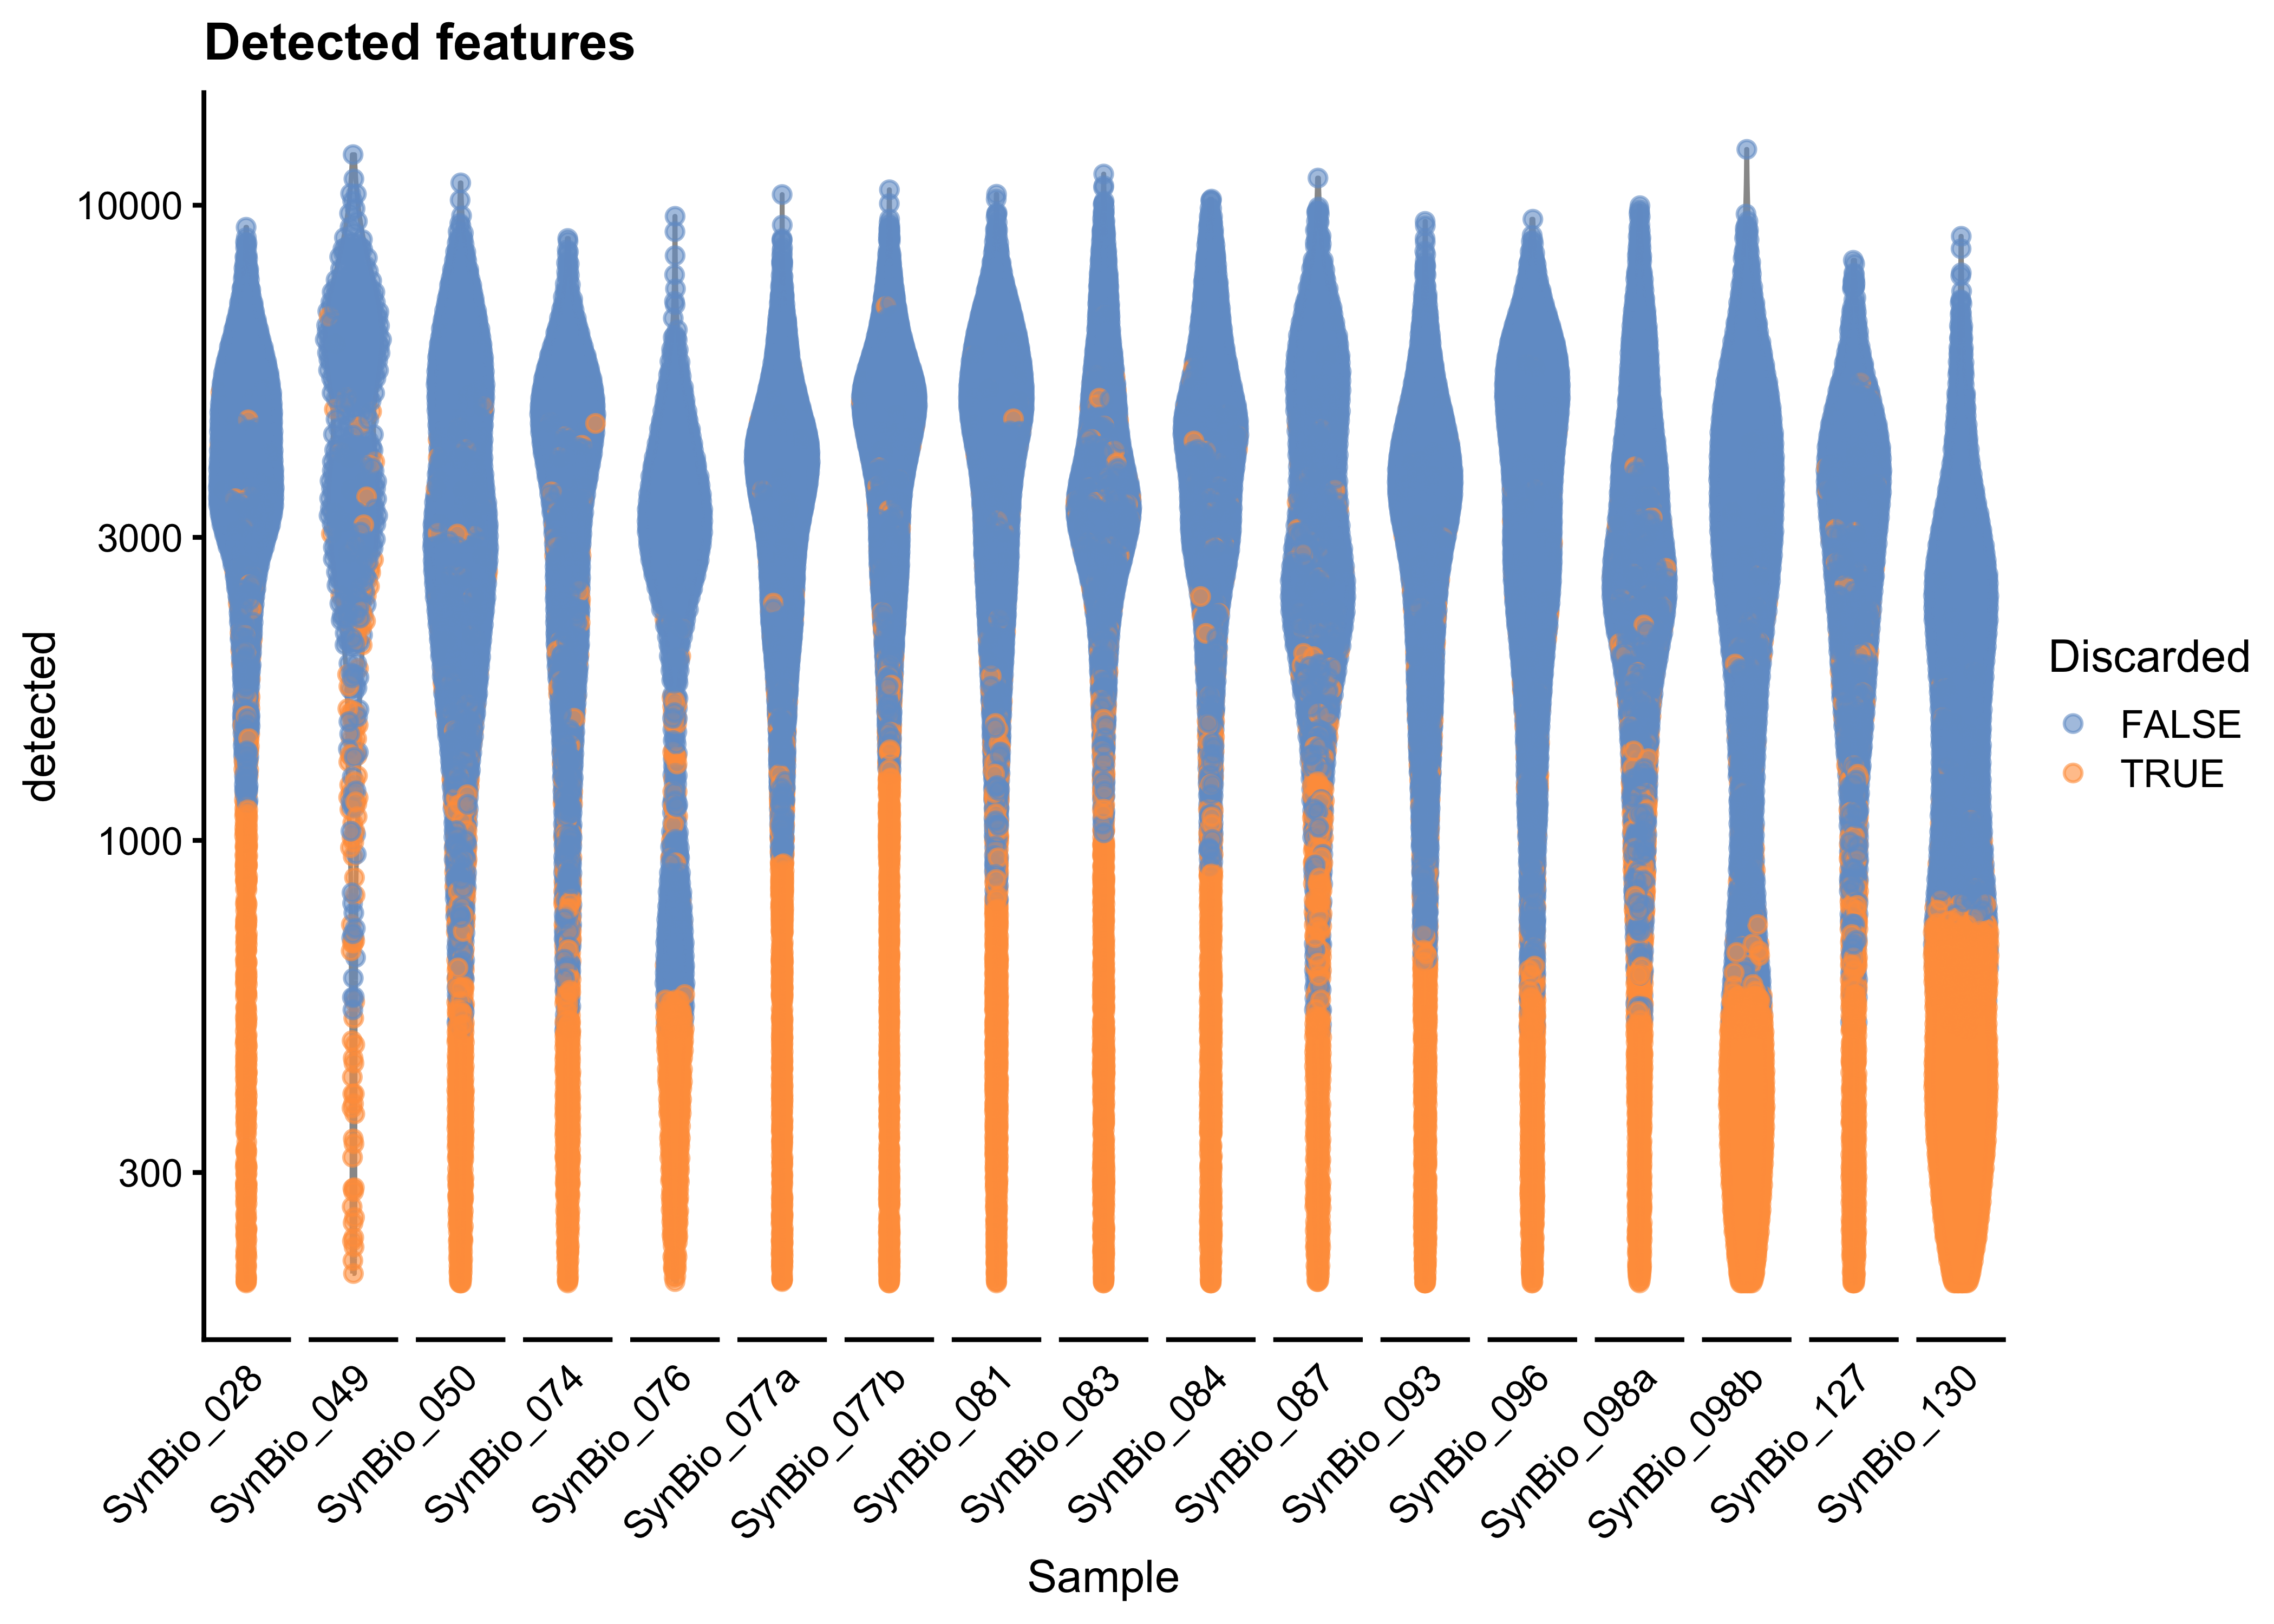 Detected features
detected
10000
3000
1000
300
SynBio_028
SynBio_049
SynBio_050
SynBio_074
SynBio_076
SynBio_077a
SynBio_077b
SynBio_081
SynBio_083
SynBio_084
SynBio_087
SynBio_093
SynBio_096
SynBio_098a
SynBio_098b
SynBio_127
SynBio_130
Sample
Discarded
FALSE
TRUE